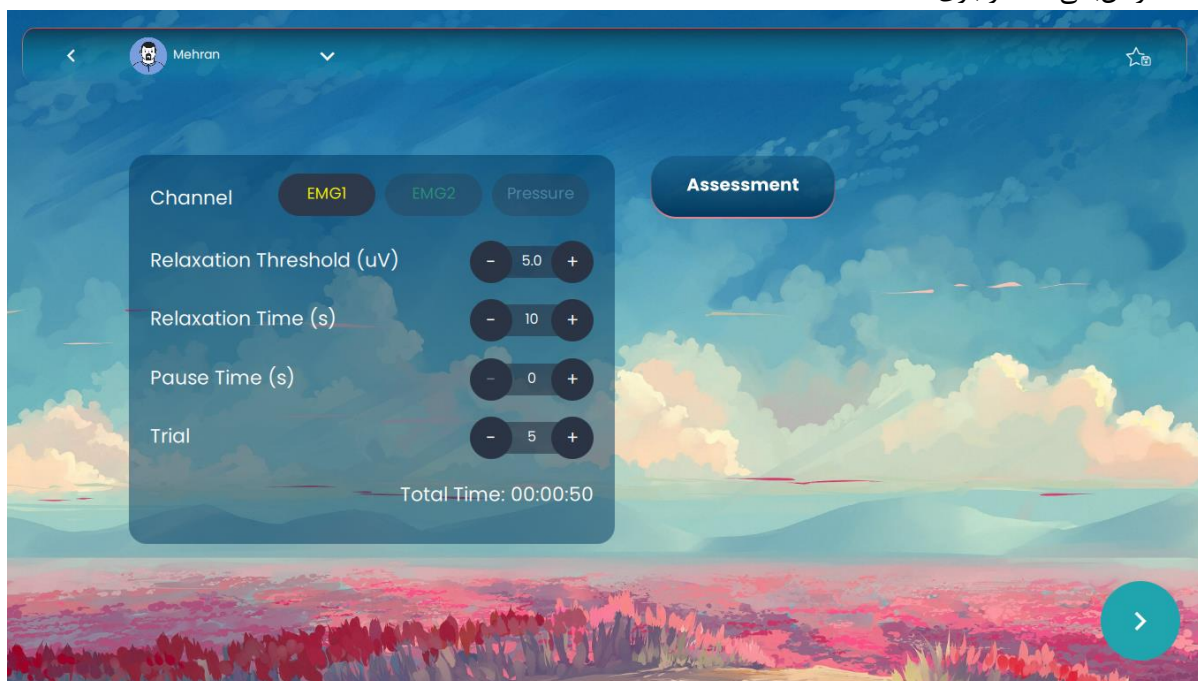 Mehran
Channel EMG1 EMG2 Pressure
Assessment
Relaxation Threshold (uV) - 5.0 +
Relaxation Time (s) - 10 +
Pause Time (s) - 0 +
Trial - 5 +
Total Time: 00:00:50